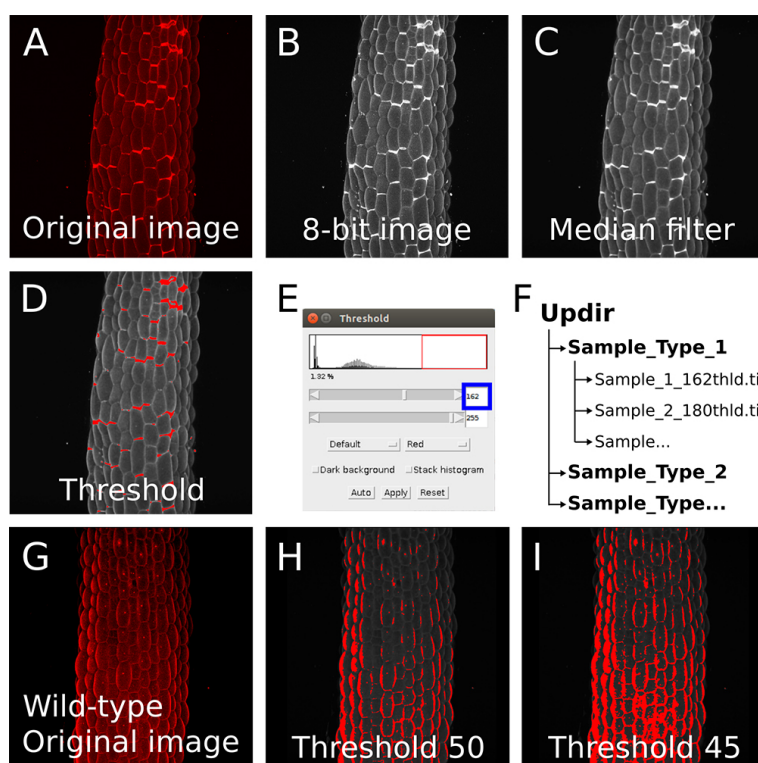 A
Original image
B
8-bit image
C
Median filter
D
Threshold
E
Threshold
1.92 %
162
255
Default
Red
Dark background
Stack histogram
Auto
Apply
Reset
F
Updir
Sample_Type_1
Sample_1_162thld.ti
Sample_2_180thld.ti
Sample...
Sample_Type_2
Sample_Type...
G
Wild-type
Original image
H
Threshold 50
I
Threshold 45